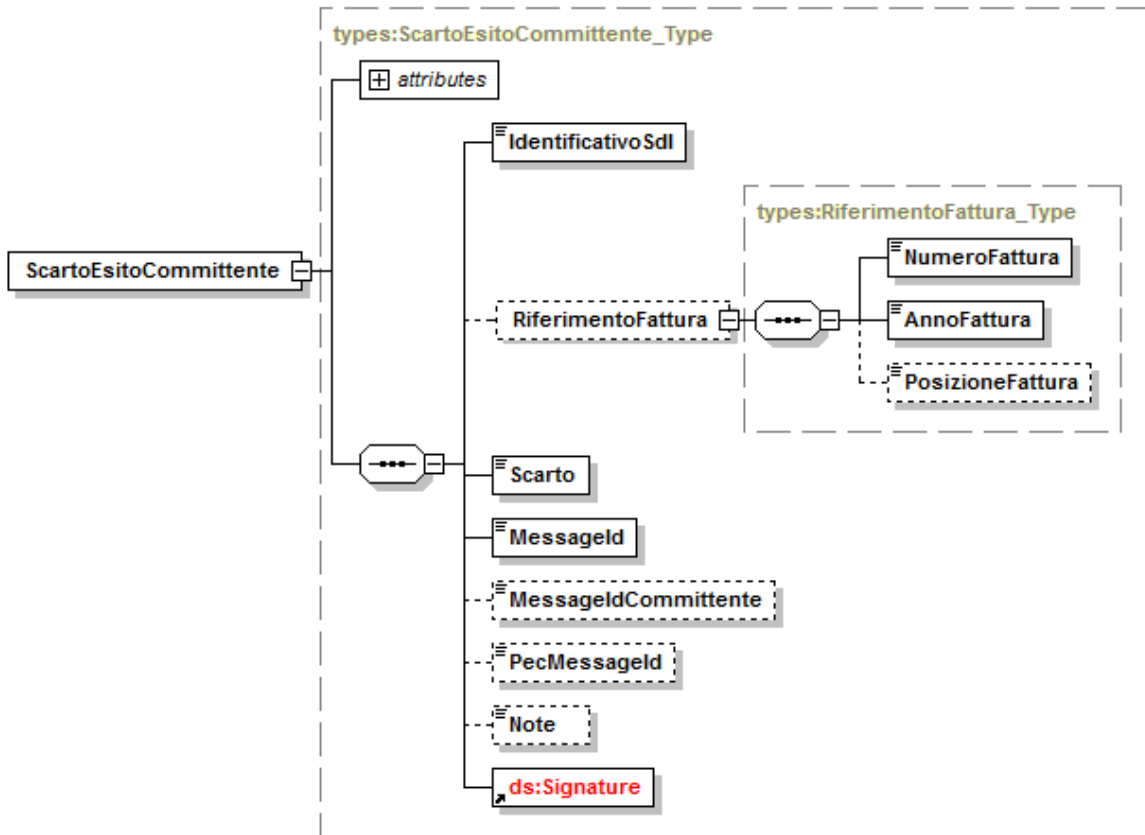 types:ScartoEsitoCommittente_Type
attributes
IdentificativoSdI
types:RiferimentoFattura_Type
NumeroFattura
ScartoEsitoCommittente
RiferimentoFattura
AnnoFattura
PosizioneFattura
Scarto
MessageId
MessageIdCommittente
PecMessageId
Note
ds:Signature